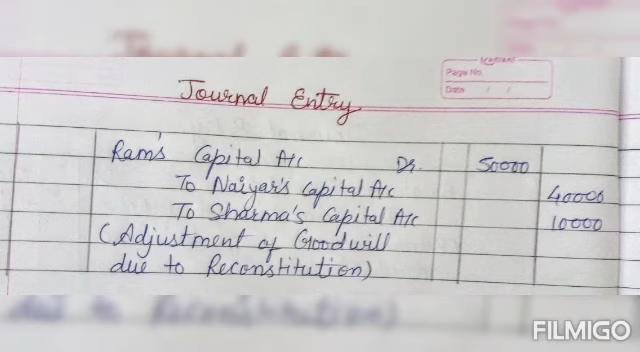 Page No.
Date / /
Journal Entry
Ram's Capital A/c Dr. 50000
To Naiyar's Capital A/c 40000
To Sharma's Capital A/c 10000
(Adjustment of Goodwill
due to Reconstitution)
FILMIGO